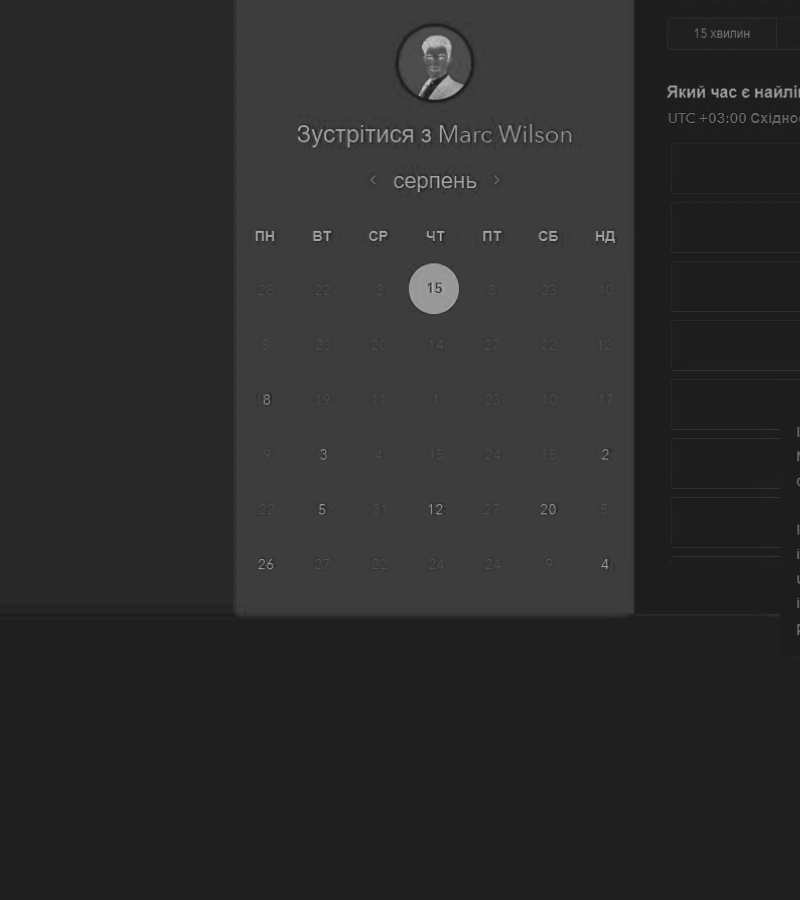 15 хвилин
Який час є найлі
UTC +03:00 Східно
Зустрітися з Marc Wilson
‹ серпень ›
ПН ВТ СР ЧТ ПТ СБ НД
28 22 3 15 8 23 10
8 23 20 14 27 22 12
8 19 11 1 23 10 17
9 3 4 15 24 15 2
22 5 31 12 27 20 5
26 27 22 24 24 9 4